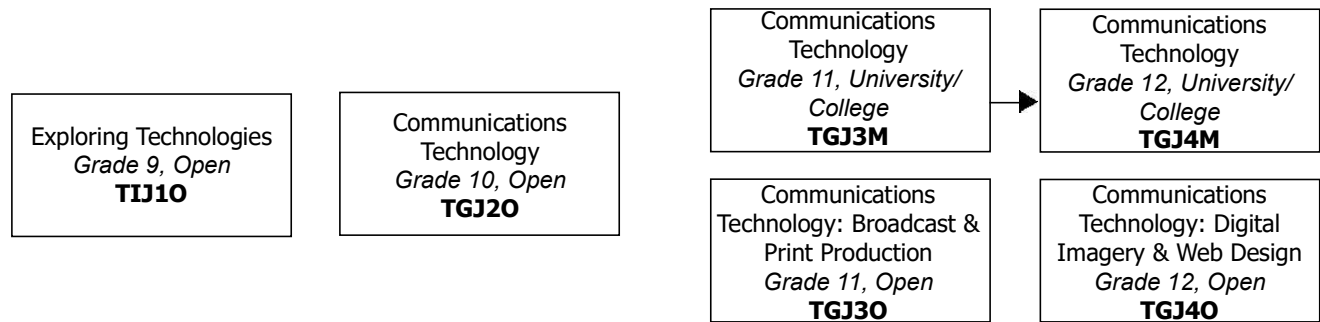 Exploring Technologies
Grade 9, Open
TIJ1O
Communications
Technology
Grade 10, Open
TGJ2O
Communications
Technology
Grade 11, University/
College
TGJ3M
Communications
Technology
Grade 12, University/
College
TGJ4M
Communications
Technology: Broadcast &
Print Production
Grade 11, Open
TGJ3O
Communications
Technology: Digital
Imagery & Web Design
Grade 12, Open
TGJ4O